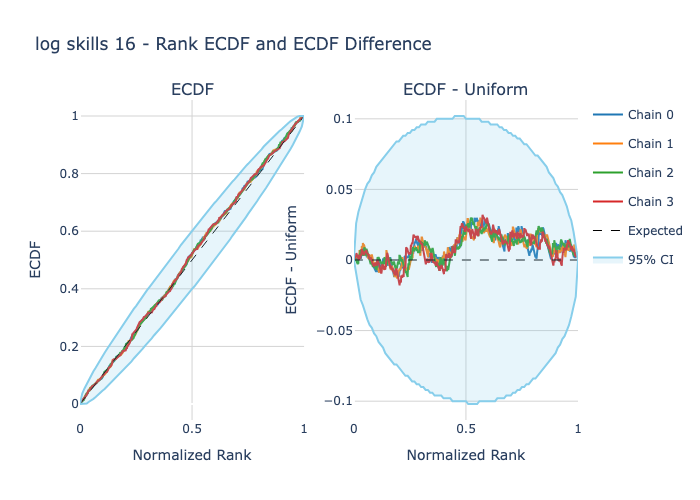 log skills 16 - Rank ECDF and ECDF Difference
ECDF
ECDF - Uniform
Chain 0
Chain 1
Chain 2
Chain 3
Expected
95% CI
ECDF
1
0.8
0.6
0.4
0.2
0
0
0.5
1
Normalized Rank
ECDF - Uniform
0.1
0.05
0
−0.05
−0.1
0
0.5
1
Normalized Rank